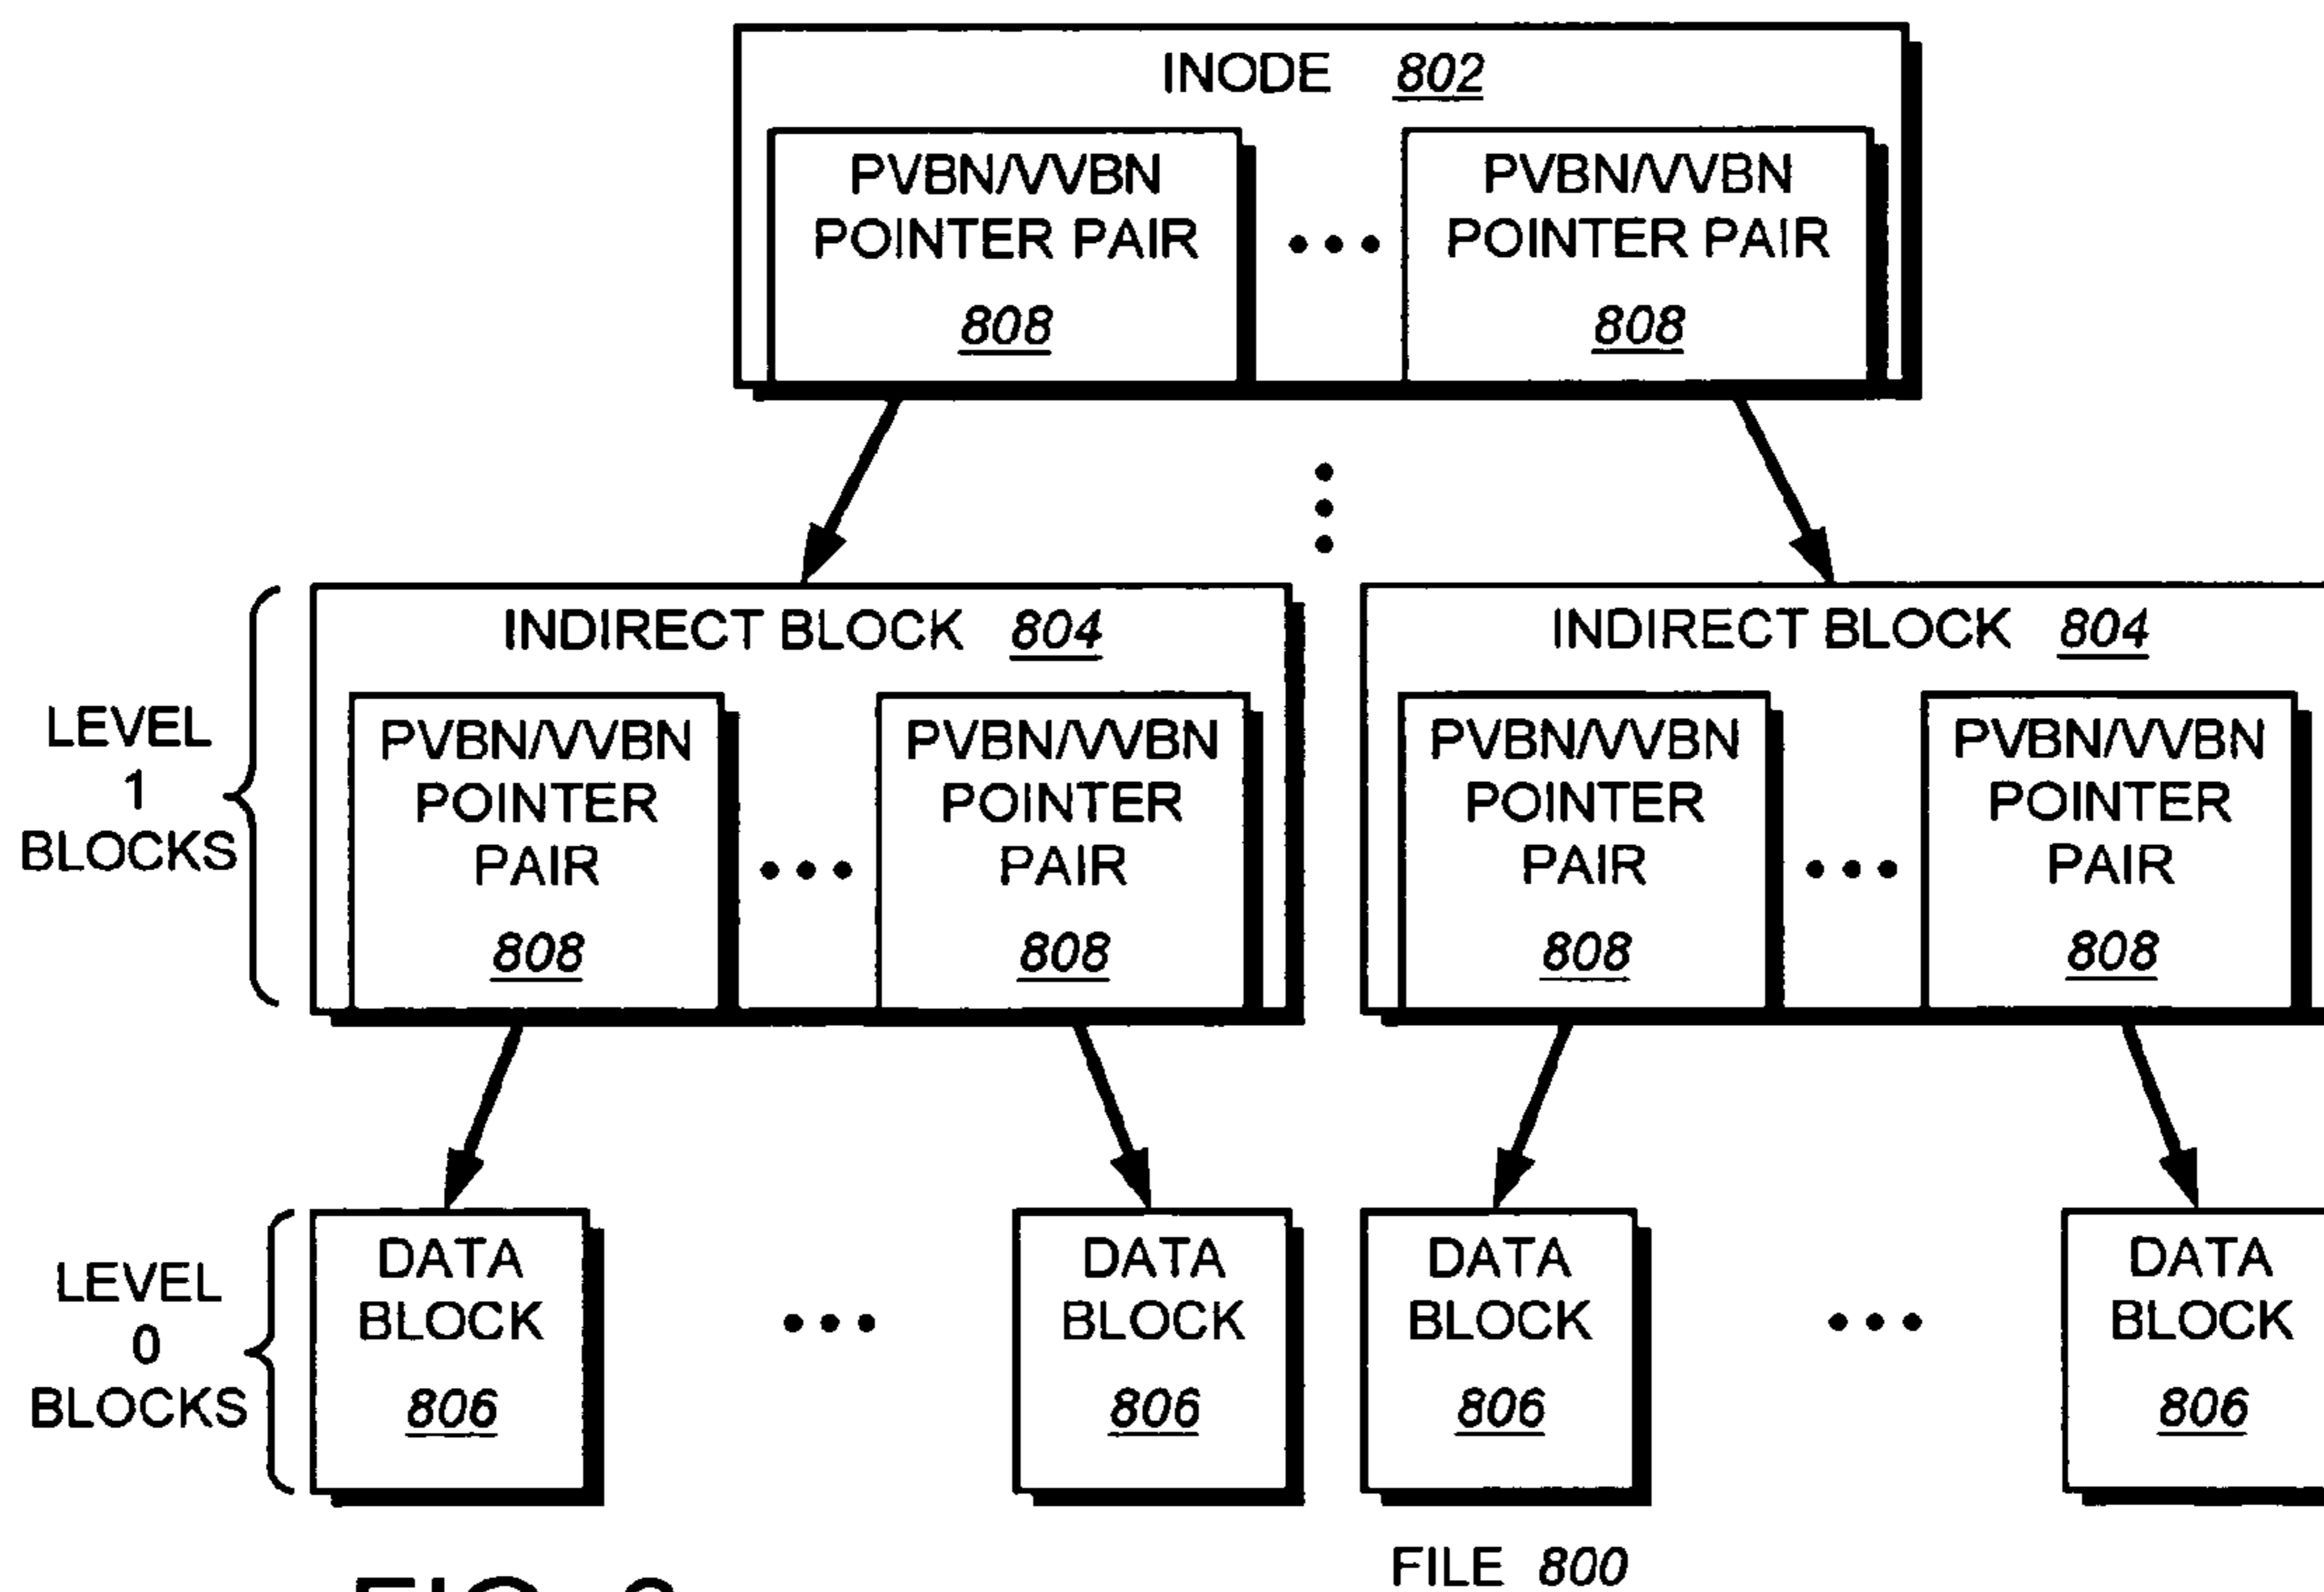 INODE 802
PVBN/VVBN
POINTER PAIR
808
PVBN/VVBN
POINTER PAIR
808
LEVEL
1
BLOCKS
INDIRECT BLOCK 804
PVBN/VVBN
POINTER
PAIR
808
PVBN/VVBN
POINTER
PAIR
808
INDIRECT BLOCK 804
PVBN/VVBN
POINTER
PAIR
808
PVBN/VVBN
POINTER
PAIR
808
LEVEL
0
BLOCKS
DATA
BLOCK
806
DATA
BLOCK
806
DATA
BLOCK
806
DATA
BLOCK
806
FILE 800